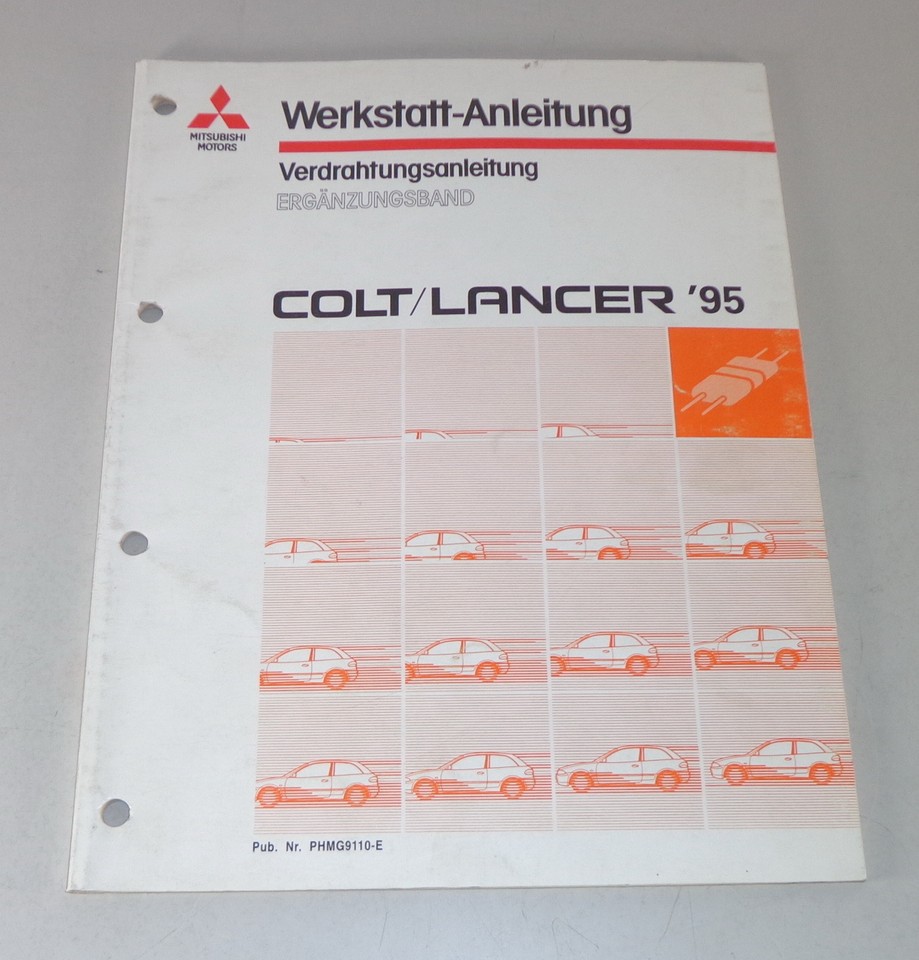 MITSUBISHI
MOTORS
Werkstatt-Anleitung
Verdrahtungsanleitung
ERGÄNZUNGSBAND
COLT/LANCER '95
Pub. Nr. PHMG9110-E